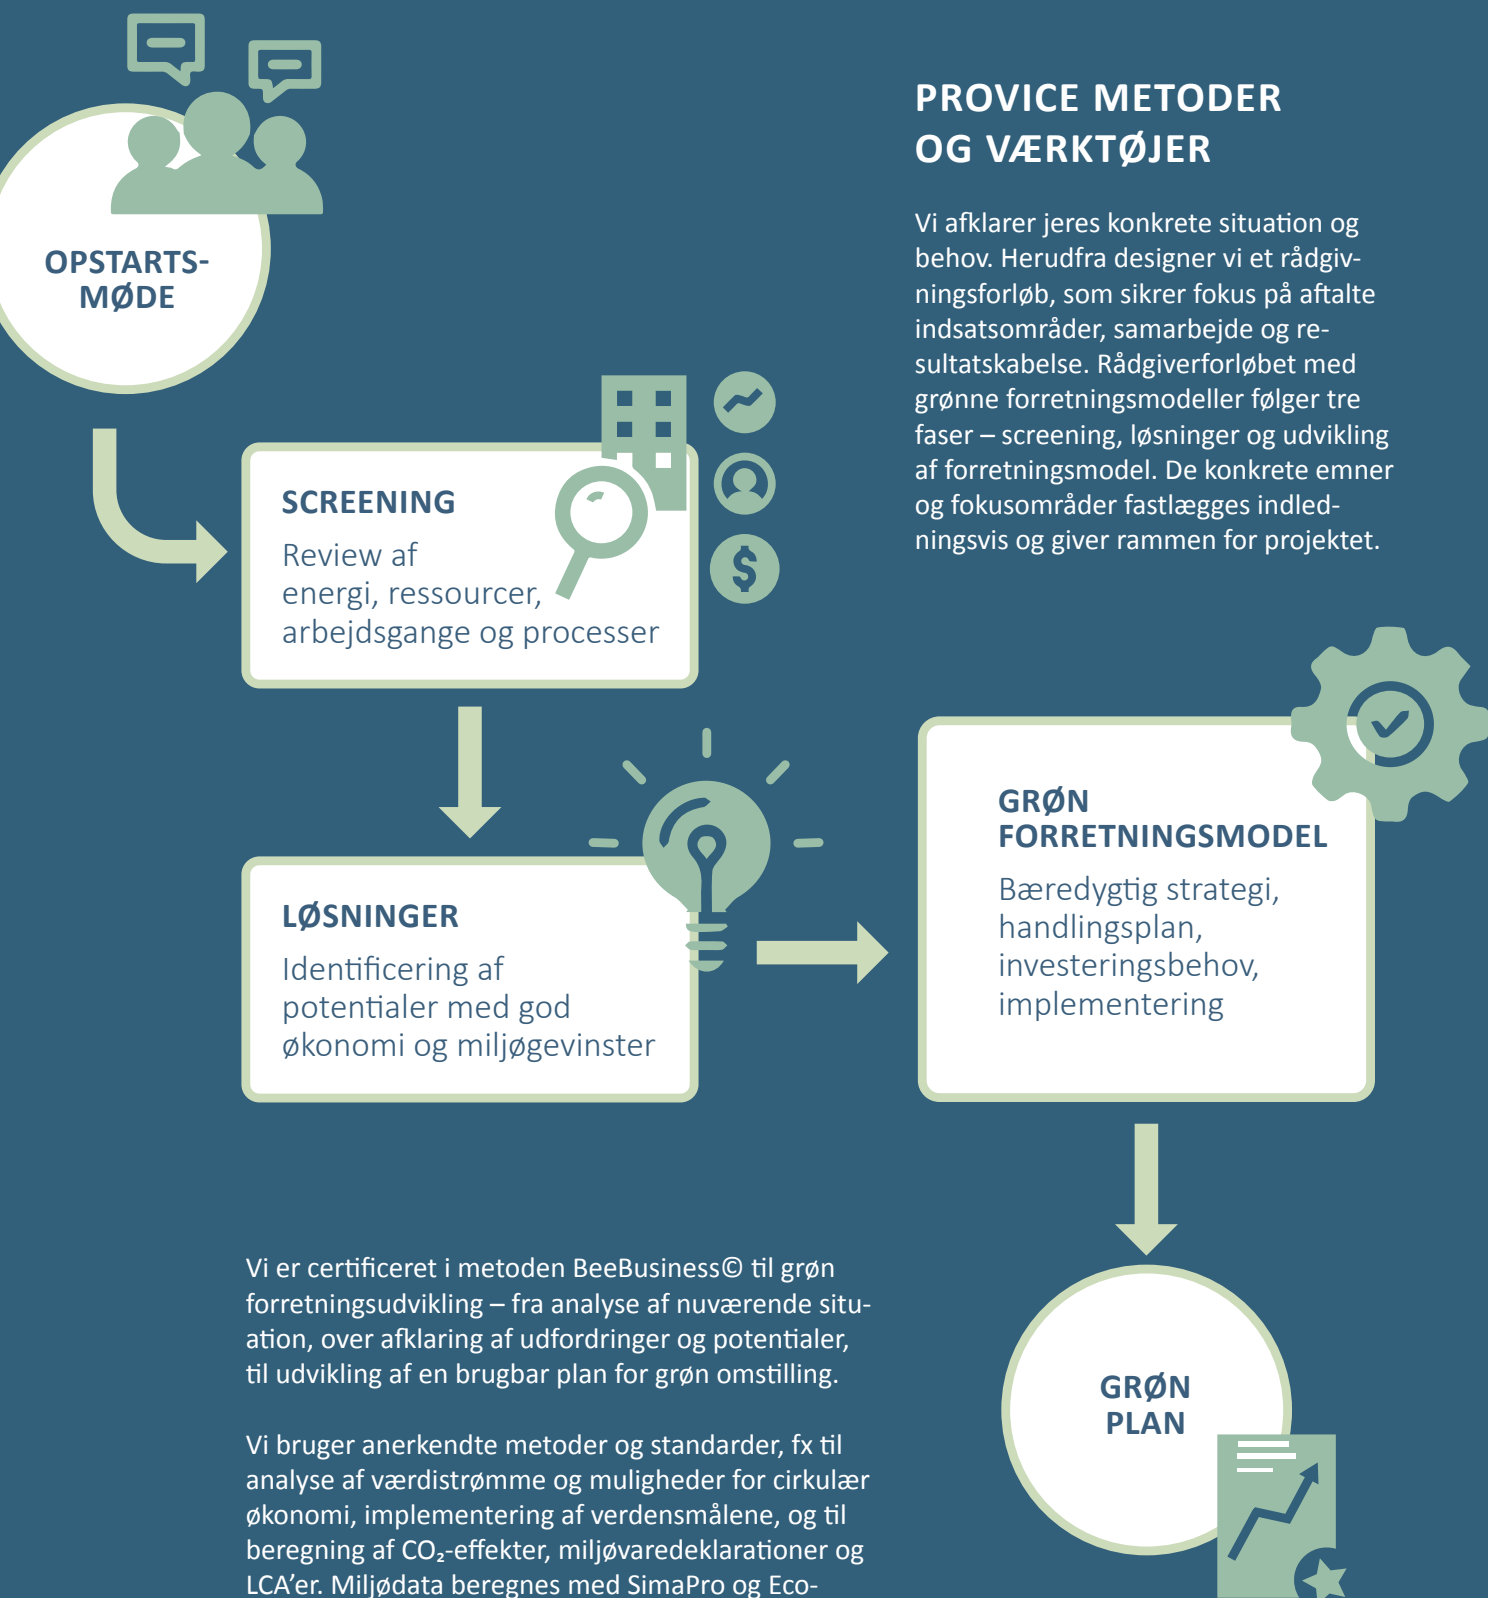 PROVICE METODER
OG VÆRKTØJER
Vi afklarer jeres konkrete situation og
behov. Herudfra designer vi et rådgiv-
ningsforløb, som sikrer fokus på aftalte
indsatsområder, samarbejde og re-
sultatskabelse. Rådgiverforløbet med
grønne forretningsmodeller følger tre
faser – screening, løsninger og udvikling
af forretningsmodel. De konkrete emner
og fokusområder fastlægges indled-
ningsvis og giver rammen for projektet.
OPSTARTS-
MØDE
SCREENING
Review af
energi, ressourcer,
arbejdsgange og processer
$
LØSNINGER
Identificering af
potentialer med god
økonomi og miljøgevinster
GRØN
FORRETNINGSMODEL
Bæredygtig strategi,
handlingsplan,
investeringsbehov,
implementering
GRØN
PLAN
Vi er certificeret i metoden BeeBusiness© til grøn
forretningsudvikling – fra analyse af nuværende situ-
ation, over afklaring af udfordringer og potentialer,
til udvikling af en brugbar plan for grøn omstilling.
Vi bruger anerkendte metoder og standarder, fx til
analyse af værdistrømme og muligheder for cirkulær
økonomi, implementering af verdensmålene, og til
beregning af CO₂-effekter, miljøvaredeklarationer og
LCA’er. Miljødata beregnes med SimaPro og Eco-